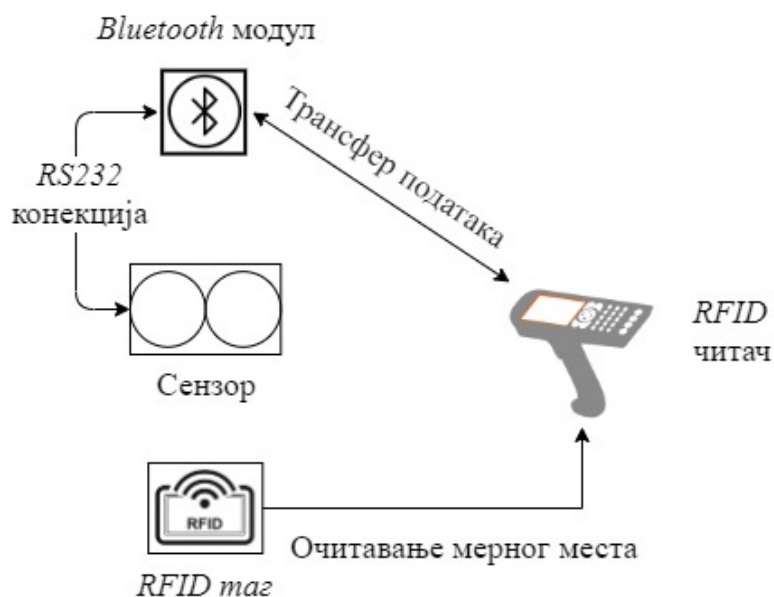 Bluetooth модул
Трансфер података
RS232
конекција
RFID
читач
Сензор
RFID
Очитавање мерног места
RFID таг